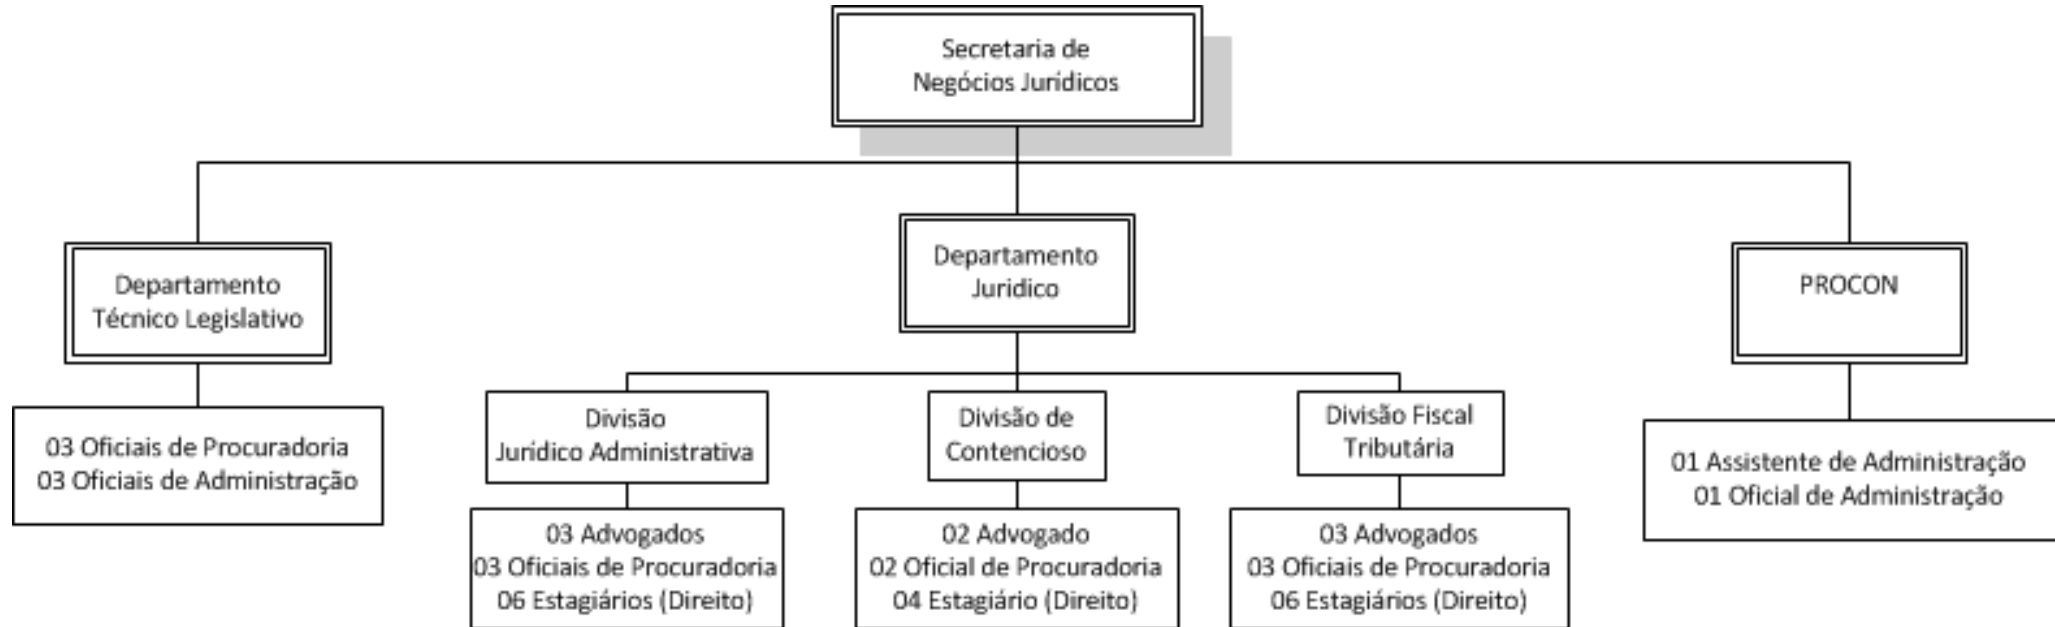 Secretaria de
Negócios Jurídicos
Departamento
Técnico Legislativo
Departamento
Juridico
PROCON
03 Oficiais de Procuradoria
03 Oficiais de Administração
Divisão
Jurídico Administrativa
Divisão de
Contencioso
Divisão Fiscal
Tributária
01 Assistente de Administração
01 Oficial de Administração
03 Advogados
03 Oficiais de Procuradoria
06 Estagiários (Direito)
02 Advogado
02 Oficial de Procuradoria
04 Estagiário (Direito)
03 Advogados
03 Oficiais de Procuradoria
06 Estagiários (Direito)